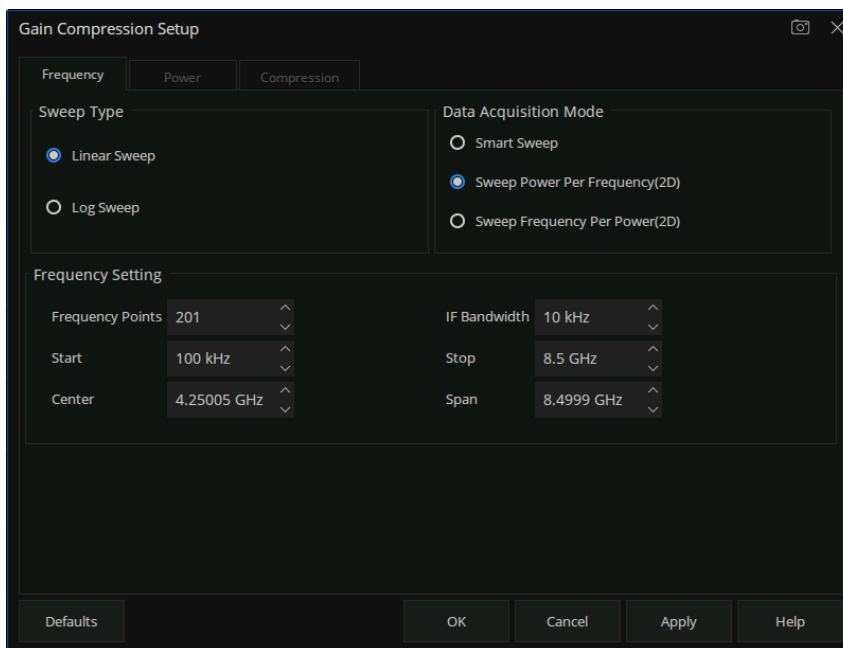 Gain Compression Setup
Frequency
Power
Compression
Sweep Type
Linear Sweep
Log Sweep
Data Acquisition Mode
Smart Sweep
Sweep Power Per Frequency(2D)
Sweep Frequency Per Power(2D)
Frequency Setting
Frequency Points 201
IF Bandwidth 10 kHz
Start 100 kHz
Stop 8.5 GHz
Center 4.25005 GHz
Span 8.4999 GHz
Defaults
OK
Cancel
Apply
Help